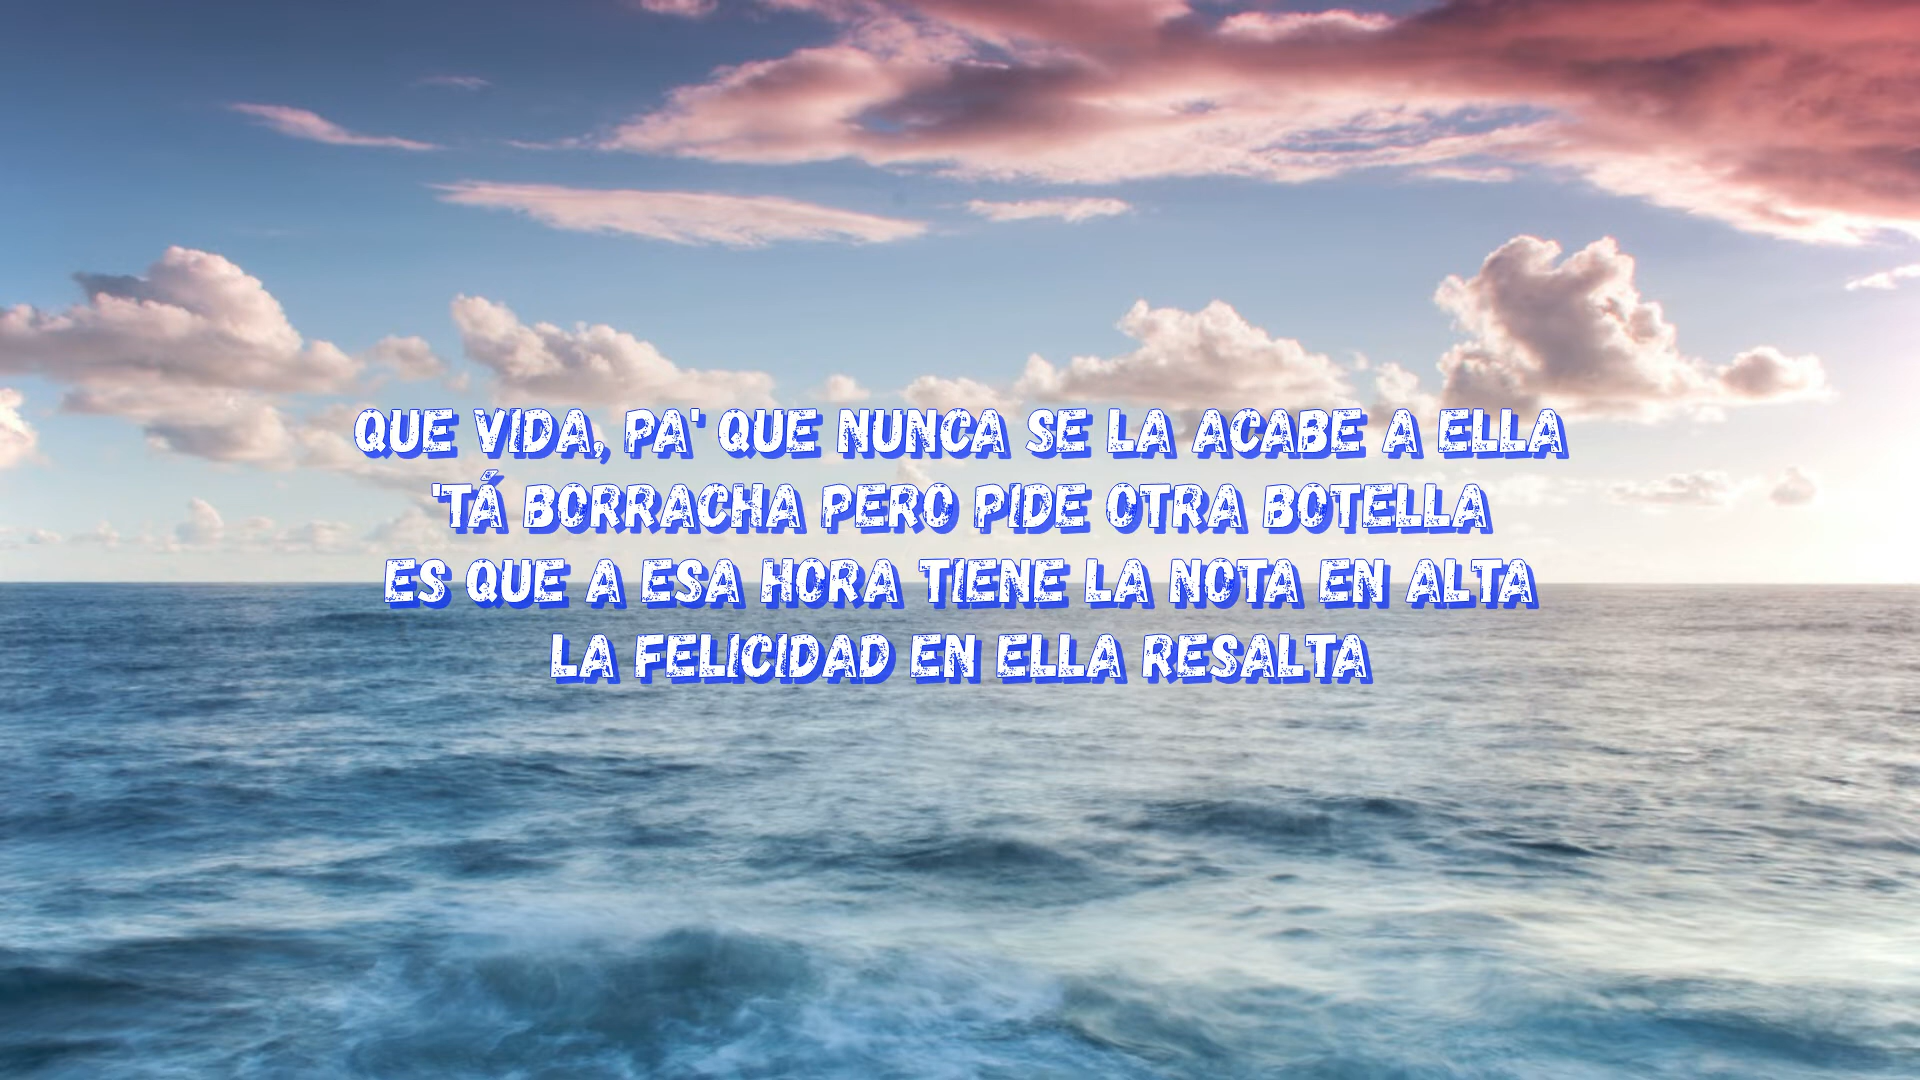 QUE VIDA, PA' QUE NUNCA SE LA ACABE A ELLA
'TÁ BORRACHA PERO PIDE OTRA BOTELLA
ES QUE A ESA HORA TIENE LA NOTA EN ALTA
LA FELICIDAD EN ELLA RESALTA